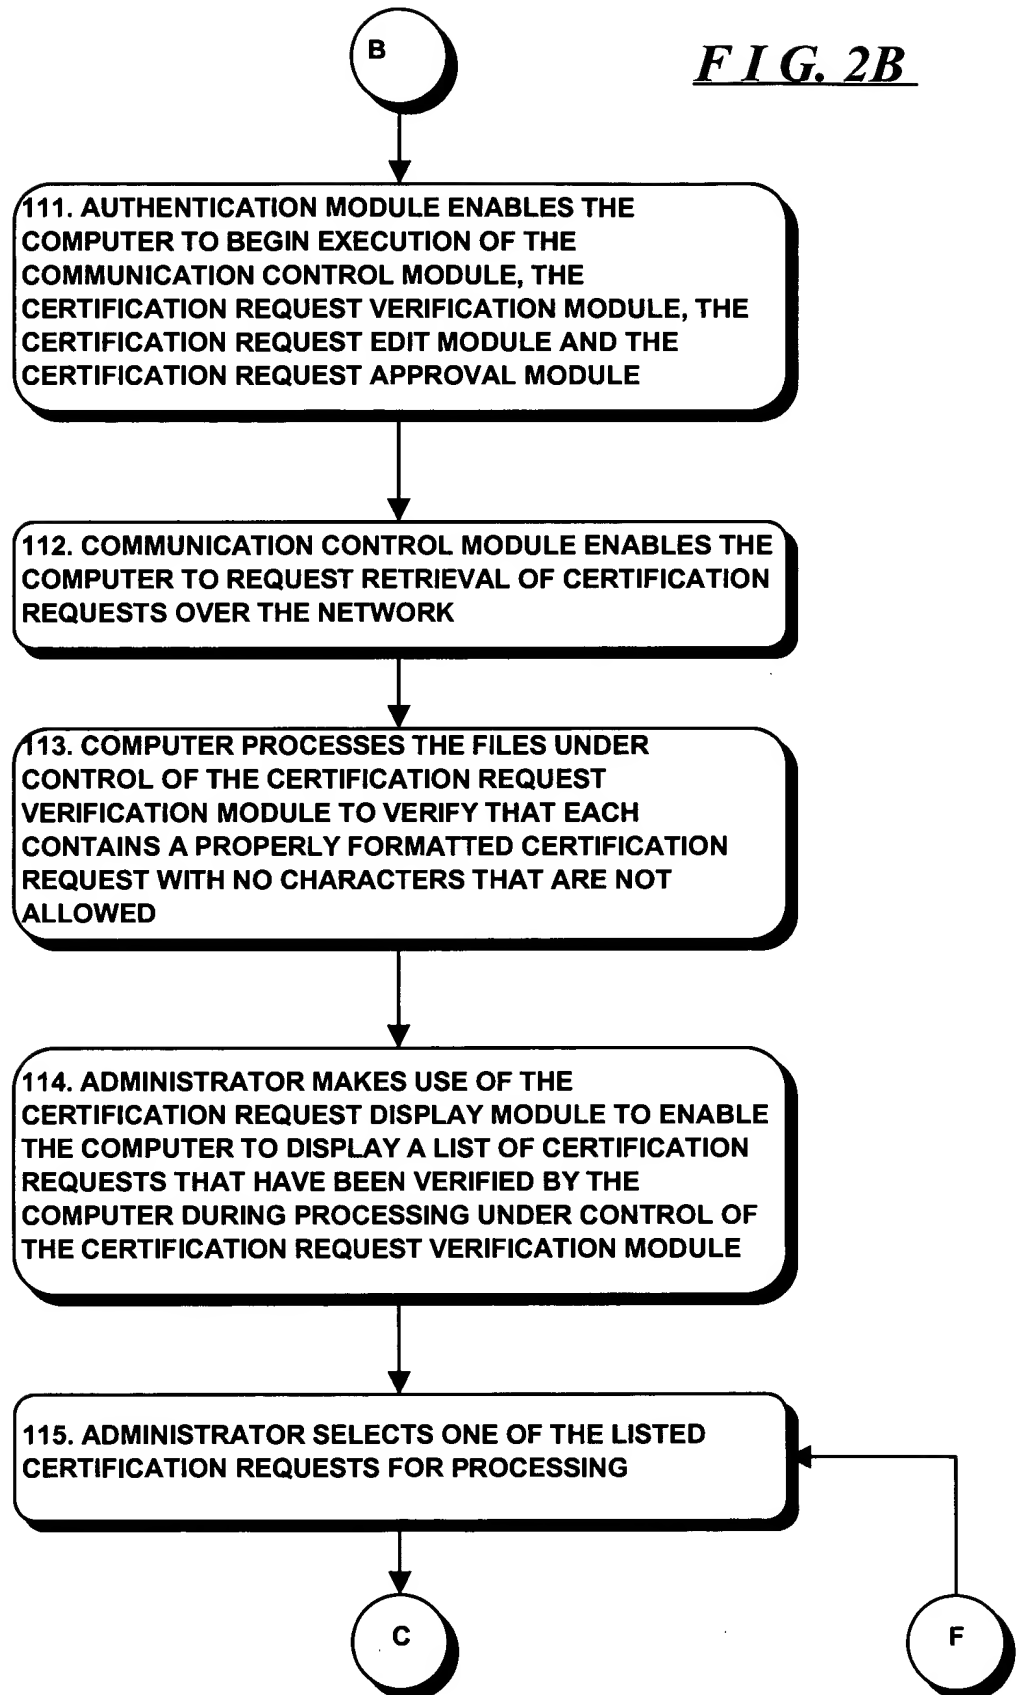 B
F I G. 2B
111. AUTHENTICATION MODULE ENABLES THE
COMPUTER TO BEGIN EXECUTION OF THE
COMMUNICATION CONTROL MODULE, THE
CERTIFICATION REQUEST VERIFICATION MODULE, THE
CERTIFICATION REQUEST EDIT MODULE AND THE
CERTIFICATION REQUEST APPROVAL MODULE
112. COMMUNICATION CONTROL MODULE ENABLES THE
COMPUTER TO REQUEST RETRIEVAL OF CERTIFICATION
REQUESTS OVER THE NETWORK
113. COMPUTER PROCESSES THE FILES UNDER
CONTROL OF THE CERTIFICATION REQUEST
VERIFICATION MODULE TO VERIFY THAT EACH
CONTAINS A PROPERLY FORMATTED CERTIFICATION
REQUEST WITH NO CHARACTERS THAT ARE NOT
ALLOWED
114. ADMINISTRATOR MAKES USE OF THE
CERTIFICATION REQUEST DISPLAY MODULE TO ENABLE
THE COMPUTER TO DISPLAY A LIST OF CERTIFICATION
REQUESTS THAT HAVE BEEN VERIFIED BY THE
COMPUTER DURING PROCESSING UNDER CONTROL OF
THE CERTIFICATION REQUEST VERIFICATION MODULE
115. ADMINISTRATOR SELECTS ONE OF THE LISTED
CERTIFICATION REQUESTS FOR PROCESSING
C
F